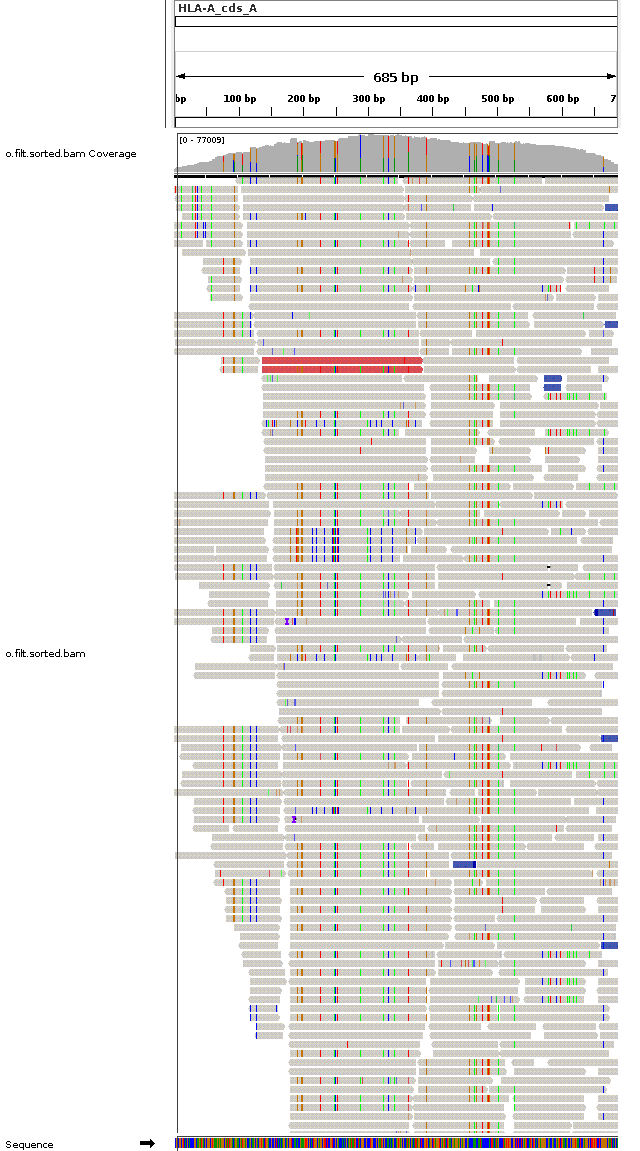 HLA-A_cds_A
685 bp
bp 100 bp 200 bp 300 bp 400 bp 500 bp 600 bp 7
[0 - 77009]
o.filt.sorted.bam Coverage
o.filt.sorted.bam
Sequence